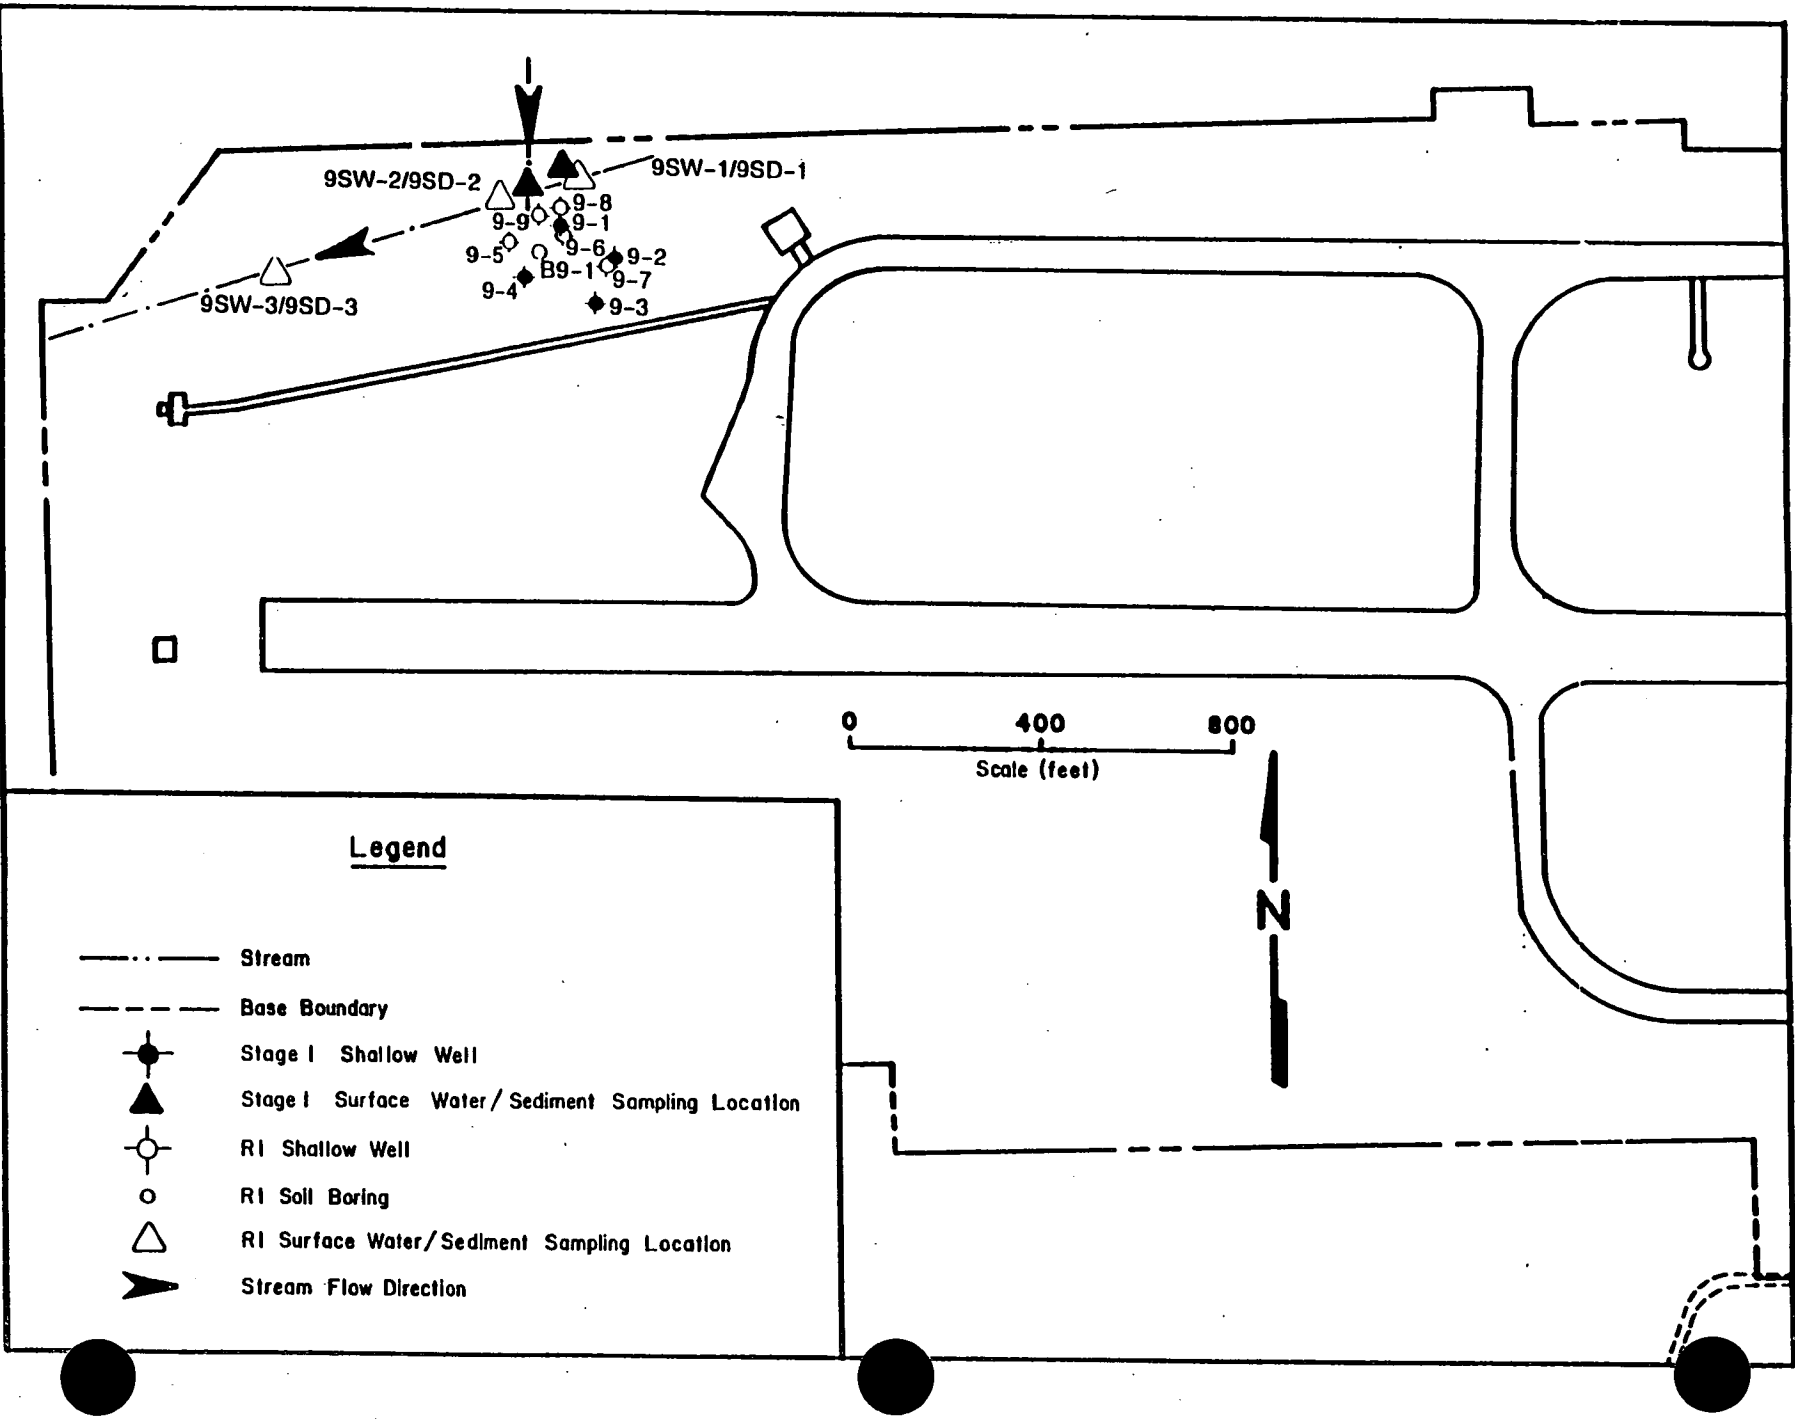 9SW-2/9SD-2
9SW-1/9SD-1
9-8
9-9
9-1
9-5
9-6
9-2
B9-1
9-7
9-4
9-3
9SW-3/9SD-3
0 400 800
Scale (feet)
N
Legend
Stream
Base Boundary
Stage I Shallow Well
Stage I Surface Water/Sediment Sampling Location
RI Shallow Well
RI Soil Boring
RI Surface Water/Sediment Sampling Location
Stream Flow Direction